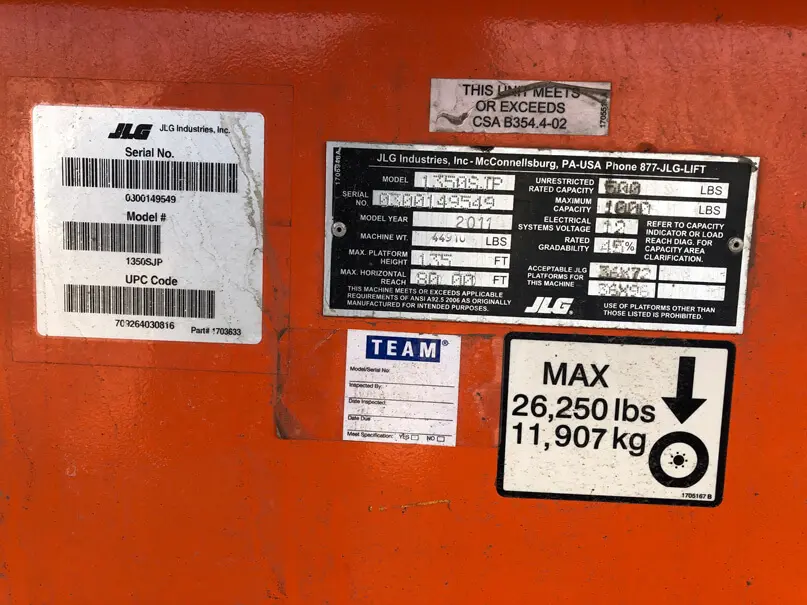 JLG JLG Industries, Inc.
Serial No.
0300149549
Model #
1350SJP
UPC Code
709264030816
Part# 1703633
THIS UNIT MEETS
OR EXCEEDS
CSA B354.4-02
JLG Industries, Inc - McConnellsburg, PA-USA Phone 877-JLG-LIFT
MODEL 1350SJP
SERIAL NO. 0300149549
MODEL YEAR 2011
MACHINE WT. 44910 LBS
MAX. PLATFORM HEIGHT 135 FT
MAX. HORIZONTAL REACH 80.00 FT
THIS MACHINE MEETS OR EXCEEDS APPLICABLE
REQUIREMENTS OF ANSI A92.5 2006 AS ORIGINALLY
MANUFACTURED FOR INTENDED PURPOSES.
UNRESTRICTED RATED CAPACITY 500 LBS
MAXIMUM CAPACITY 1000 LBS
ELECTRICAL SYSTEMS VOLTAGE 12
RATED GRADABILITY 45%
REFER TO CAPACITY
INDICATOR OR LOAD
REACH DIAG. FOR
CAPACITY AREA
CLARIFICATION.
ACCEPTABLE JLG
PLATFORMS FOR
THIS MACHINE
36X72
36X96
JLG.
USE OF PLATFORMS OTHER THAN
THOSE LISTED IS PROHIBITED.
TEAM®
Model/Serial No:
Inspected By:
Date Inspected:
Date Due
Meet Specification: YES NO
MAX
26,250 lbs
11,907 kg
1705167 B